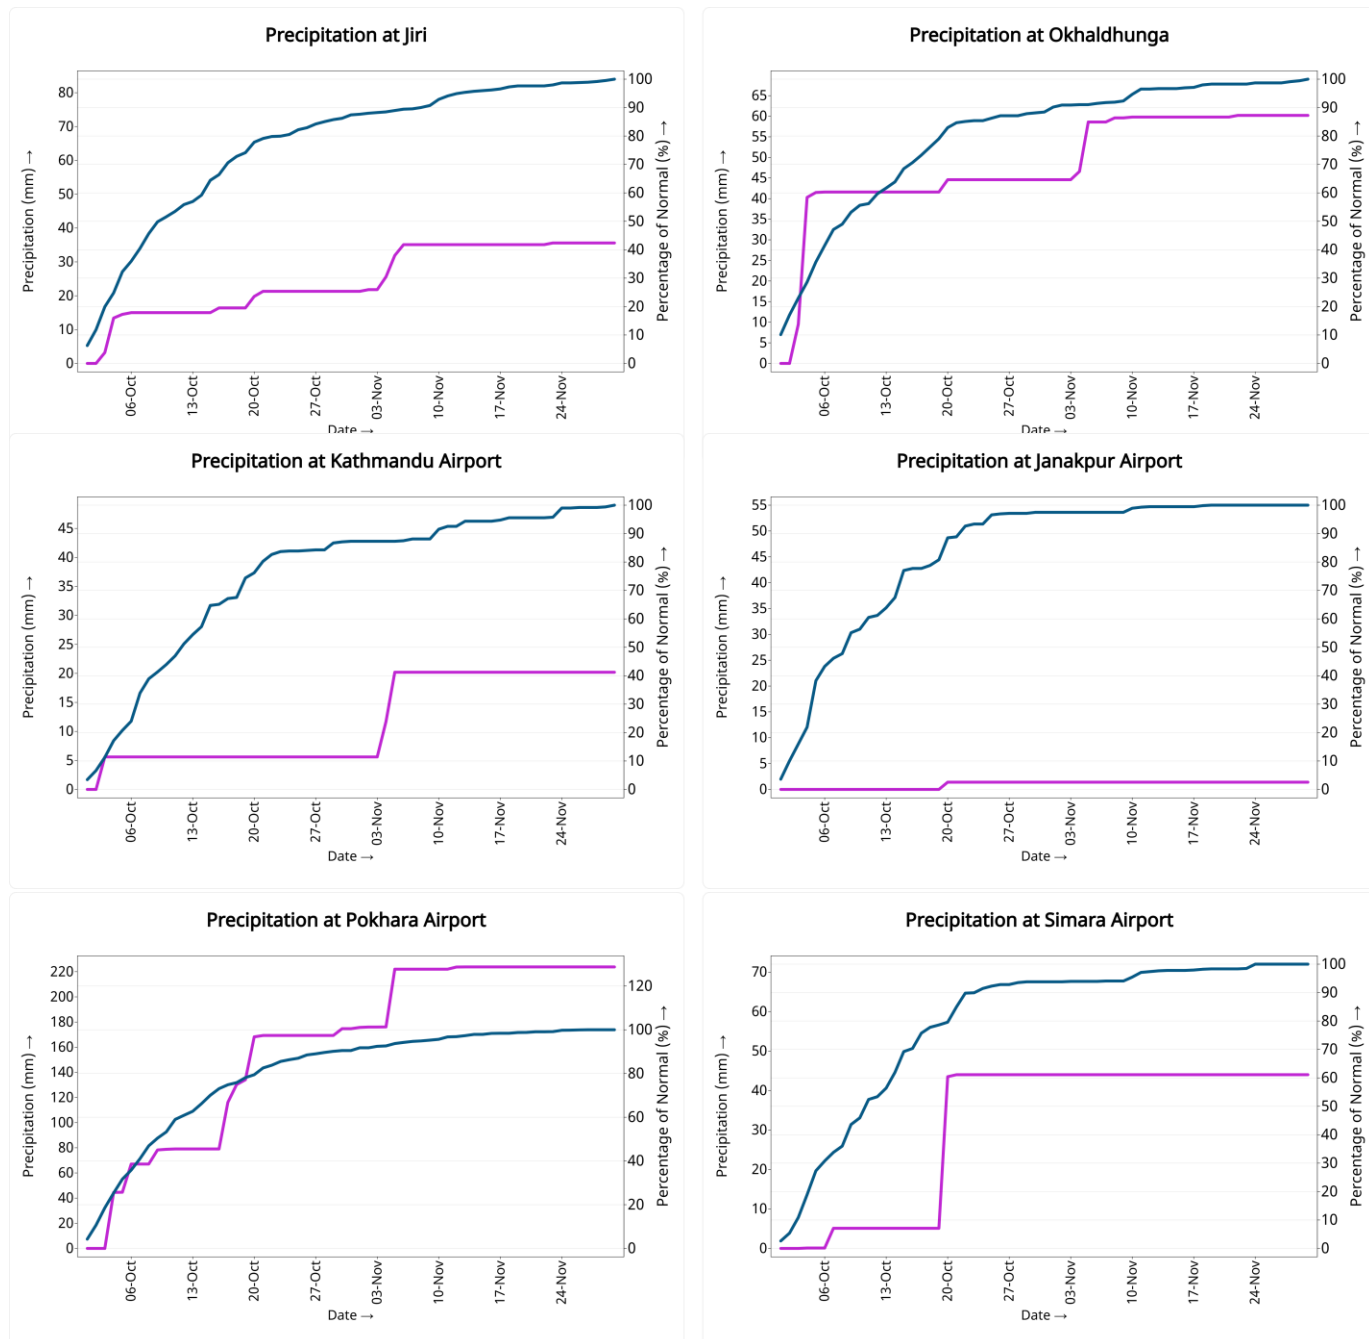 Precipitation at Jiri
Precipitation (mm) →
80
70
60
50
40
30
20
10
0
100
90
80
70
60
50
40
30
20
10
0
Percentage of Normal (%) →
06-Oct
13-Oct
20-Oct
27-Oct
03-Nov
10-Nov
17-Nov
24-Nov
Date →
Precipitation at Okhaldhunga
Precipitation (mm) →
65
60
55
50
45
40
35
30
25
20
15
10
5
0
100
90
80
70
60
50
40
30
20
10
0
Percentage of Normal (%) →
06-Oct
13-Oct
20-Oct
27-Oct
03-Nov
10-Nov
17-Nov
24-Nov
Date →
Precipitation at Kathmandu Airport
Precipitation (mm) →
45
40
35
30
25
20
15
10
5
0
100
90
80
70
60
50
40
30
20
10
0
Percentage of Normal (%) →
06-Oct
13-Oct
20-Oct
27-Oct
03-Nov
10-Nov
17-Nov
24-Nov
Date →
Precipitation at Janakpur Airport
Precipitation (mm) →
55
50
45
40
35
30
25
20
15
10
5
0
100
90
80
70
60
50
40
30
20
10
0
Percentage of Normal (%) →
06-Oct
13-Oct
20-Oct
27-Oct
03-Nov
10-Nov
17-Nov
24-Nov
Date →
Precipitation at Pokhara Airport
Precipitation (mm) →
220
200
180
160
140
120
100
80
60
40
20
0
120
100
80
60
40
20
0
Percentage of Normal (%) →
06-Oct
13-Oct
20-Oct
27-Oct
03-Nov
10-Nov
17-Nov
24-Nov
Date →
Precipitation at Simara Airport
Precipitation (mm) →
70
60
50
40
30
20
10
0
100
90
80
70
60
50
40
30
20
10
0
Percentage of Normal (%) →
06-Oct
13-Oct
20-Oct
27-Oct
03-Nov
10-Nov
17-Nov
24-Nov
Date →